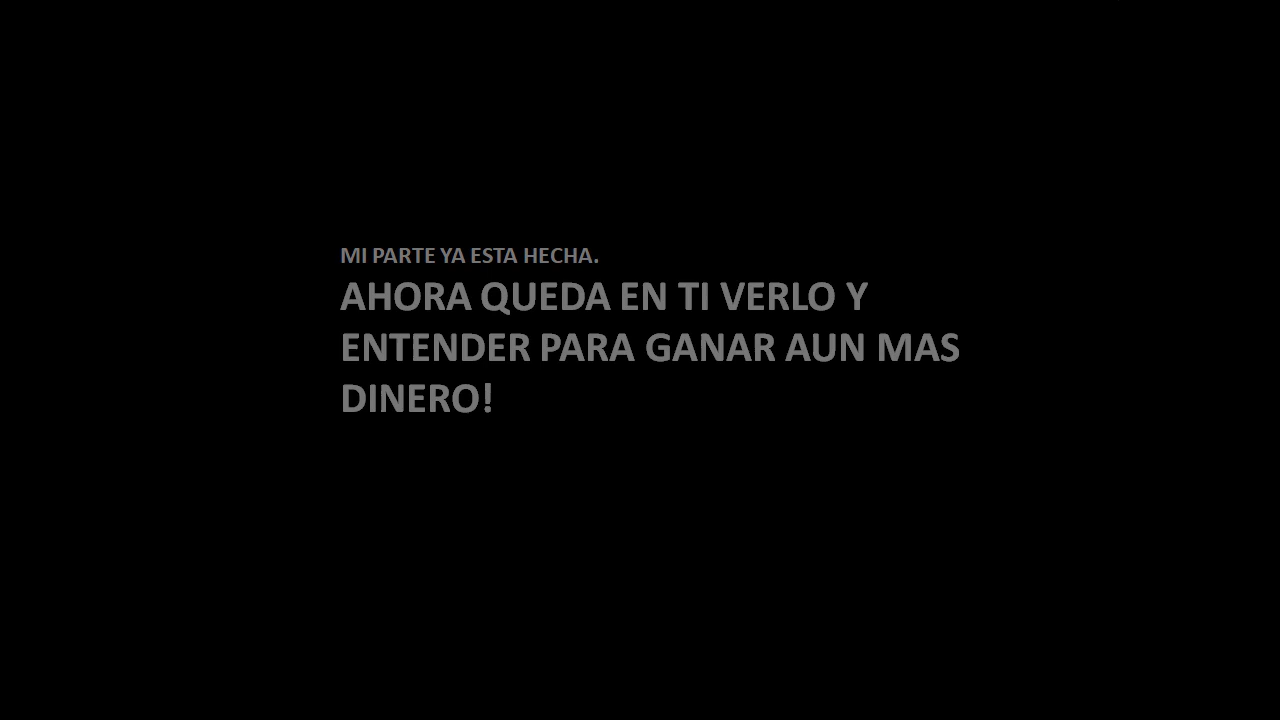 MI PARTE YA ESTA HECHA.
AHORA QUEDA EN TI VERLO Y
ENTENDER PARA GANAR AUN MAS
DINERO!